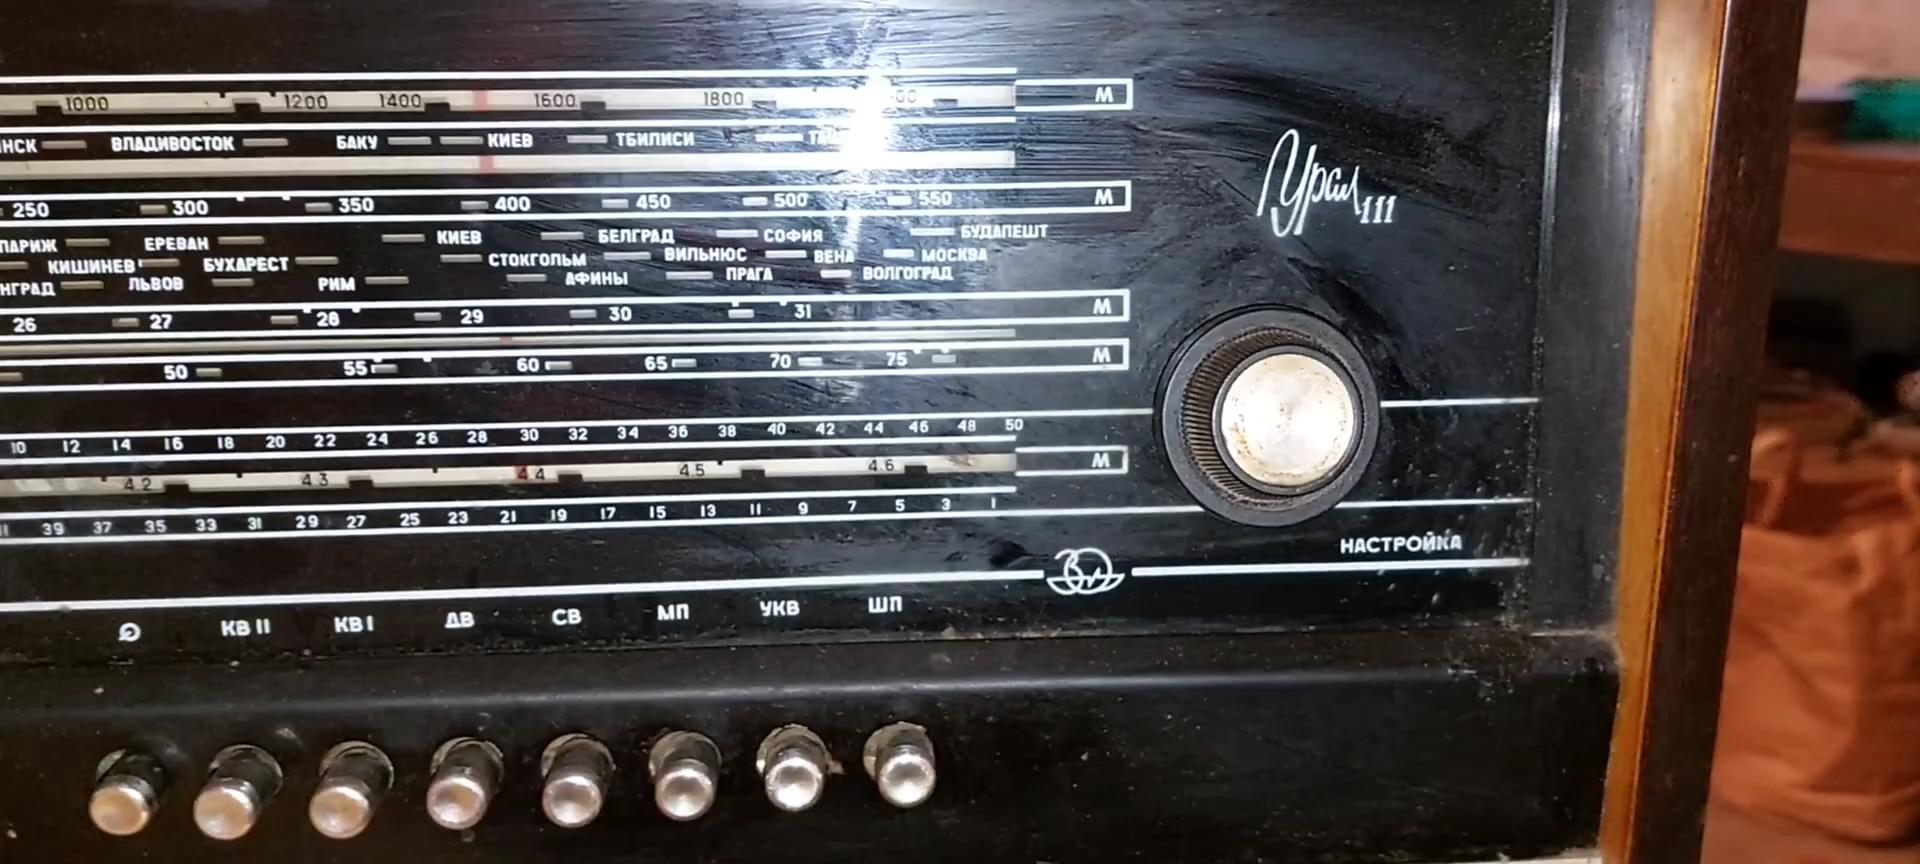 1000 1200 1400 1600 1800 М
ВЛАДИВОСТОК БАКУ КИЕВ ТБИЛИСИ
Урал 111
250 300 350 400 450 500 550 М
ПАРИЖ ЕРЕВАН КИЕВ БЕЛГРАД СОФИЯ БУДАПЕШТ
КИШИНЕВ БУХАРЕСТ СТОКГОЛЬМ ВИЛЬНЮС ВЕНА МОСКВА
ЛЬВОВ РИМ АФИНЫ ПРАГА ВОЛГОГРАД
26 27 28 29 30 31 М
50 55 60 65 70 75 М
10 12 14 16 18 20 22 24 26 28 30 32 34 36 38 40 42 44 46 48 50
4.2 4.3 4.4 4.5 4.6 М
39 37 35 33 31 29 27 25 23 21 19 17 15 13 11 9 7 5 3 1
НАСТРОЙКА
КВ II КВ I ДВ СВ МП УКВ ШП